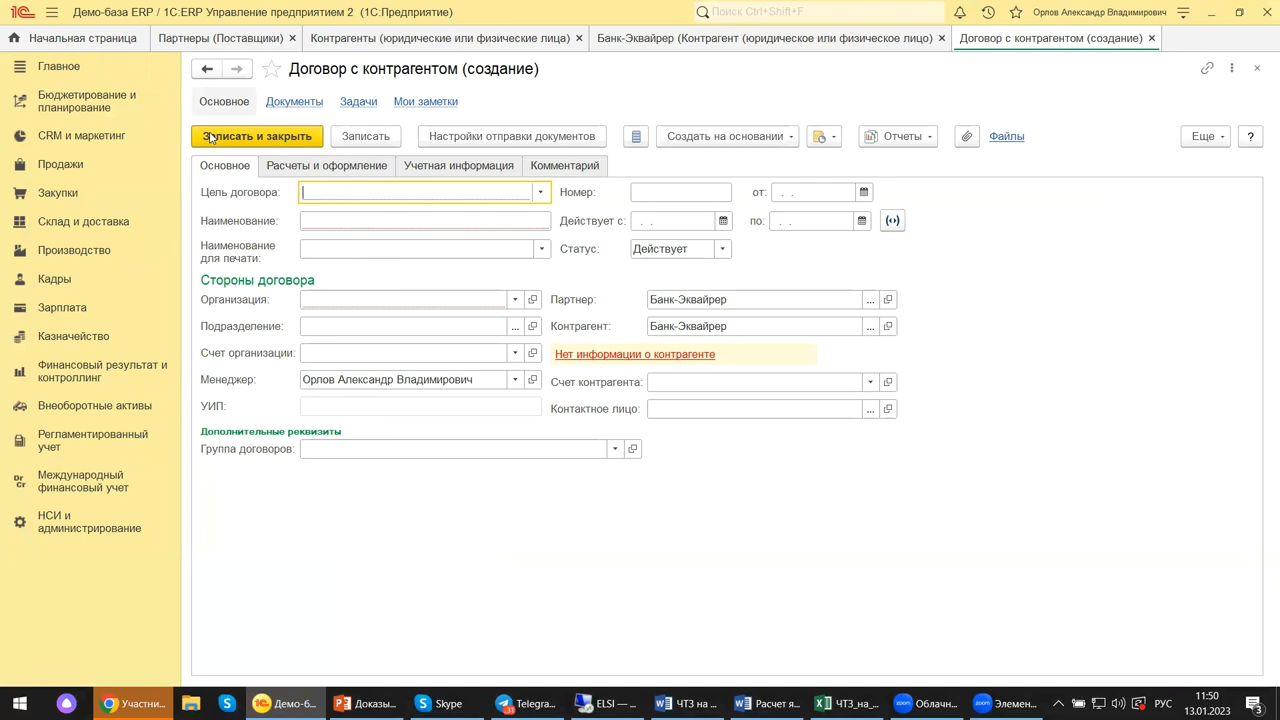 Демо-база ERP / 1С:ERP Управление предприятием 2 (1С:Предприятие)
Поиск Ctrl+Shift+F
Орлов Александр Владимирович
Начальная страница
Партнеры (Поставщики)
Контрагенты (юридические или физические лица)
Банк-Эквайрер (Контрагент (юридическое или физическое лицо)
Договор с контрагентом (создание)
Главное
Бюджетирование и
планирование
CRM и маркетинг
Продажи
Закупки
Склад и доставка
Производство
Кадры
Зарплата
Казначейство
Финансовый результат и
контроллинг
Внеоборотные активы
Регламентированный
учет
Международный
финансовый учет
НСИ и
администрирование
Договор с контрагентом (создание)
Основное Документы Задачи Мои заметки
Записать и закрыть Записать Настройки отправки документов Создать на основании Отчеты Файлы Еще ?
Основное Расчеты и оформление Учетная информация Комментарий
Цель договора: Номер: от: . .
Наименование: Действует с: . . по: . .
Наименование
для печати:
Статус: Действует
Стороны договора
Организация: Партнер: Банк-Эквайрер
Подразделение: Контрагент: Банк-Эквайрер
Счет организации: Нет информации о контрагенте
Менеджер: Орлов Александр Владимирович Счет контрагента:
УИП: Контактное лицо:
Дополнительные реквизиты
Группа договоров:
Участни...
Демо-б...
Доказы...
Skype
Telegra...
ELSI — ...
ЧТЗ на ...
Расчет я...
ЧТЗ_на_...
Облачн...
Элемен...
РУС
11:50
13.01.2023
3